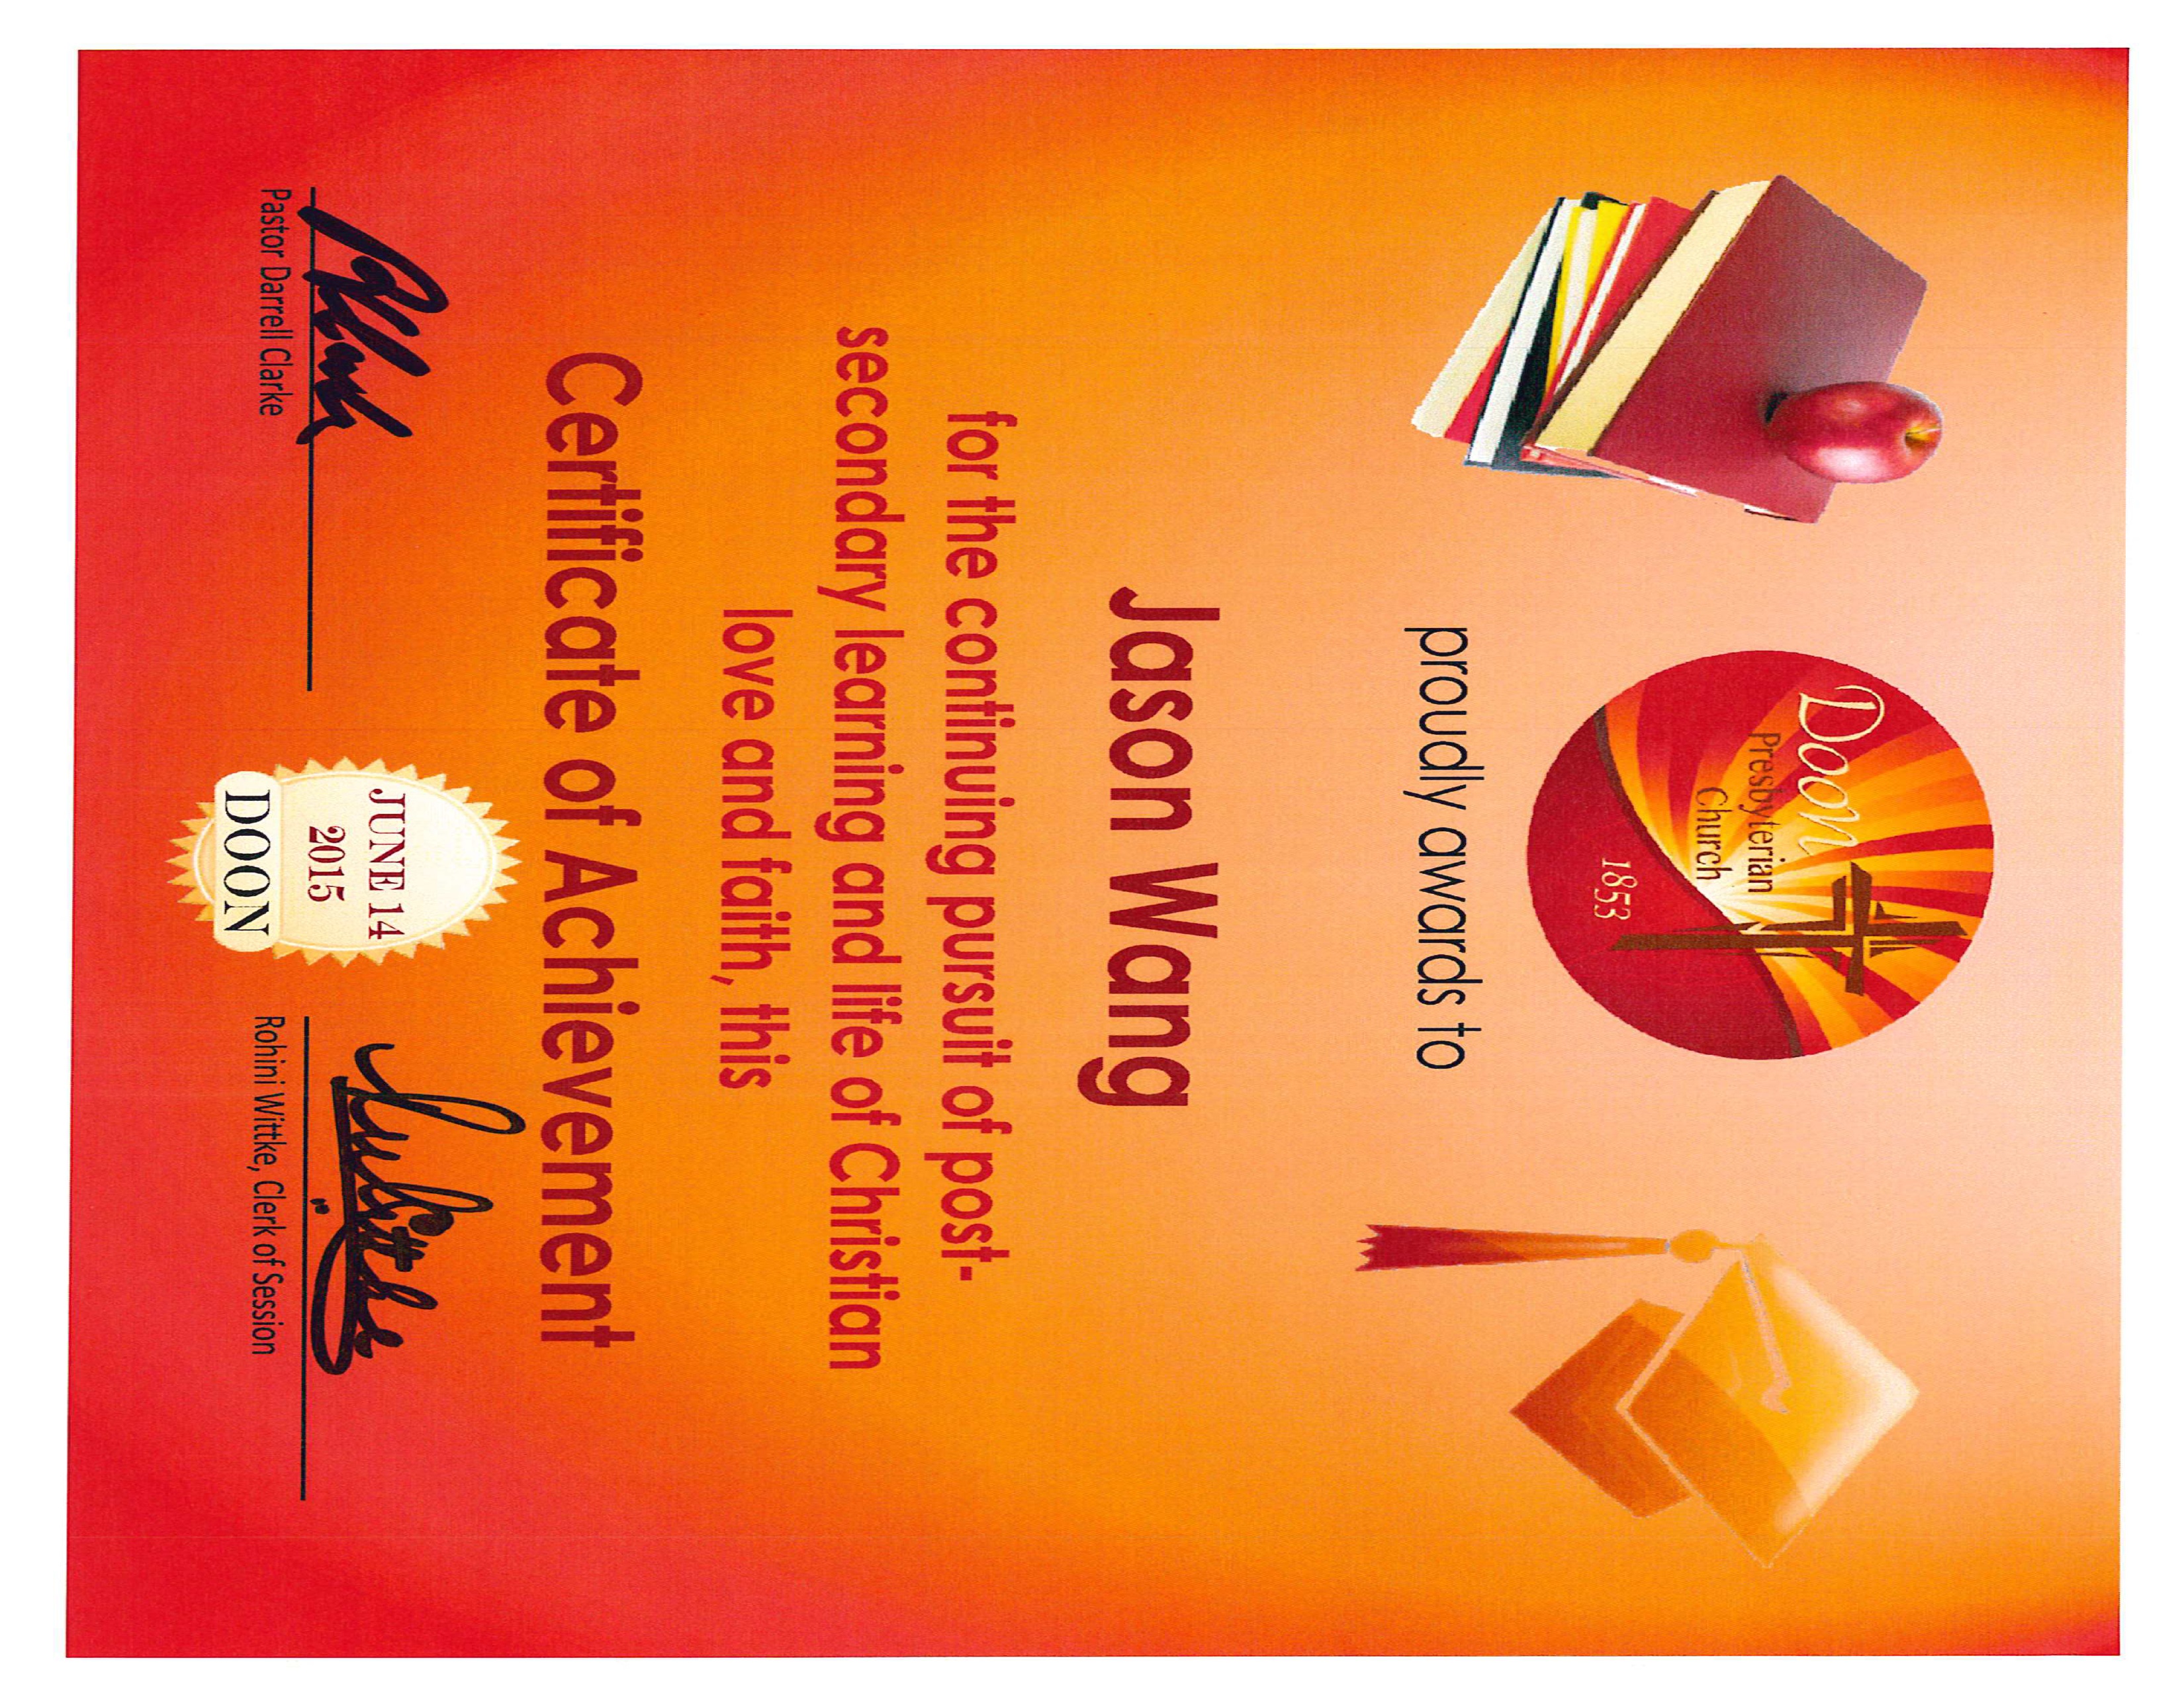 Doon
Presbyterian
Church
1853
proudly awards to
Jason Wang
for the continuing pursuit of post-
secondary learning and life of Christian
love and faith, this
Certificate of Achievement
JUNE 14
2015
DOON
Pastor Darrell Clarke
Rohini Wittke, Clerk of Session